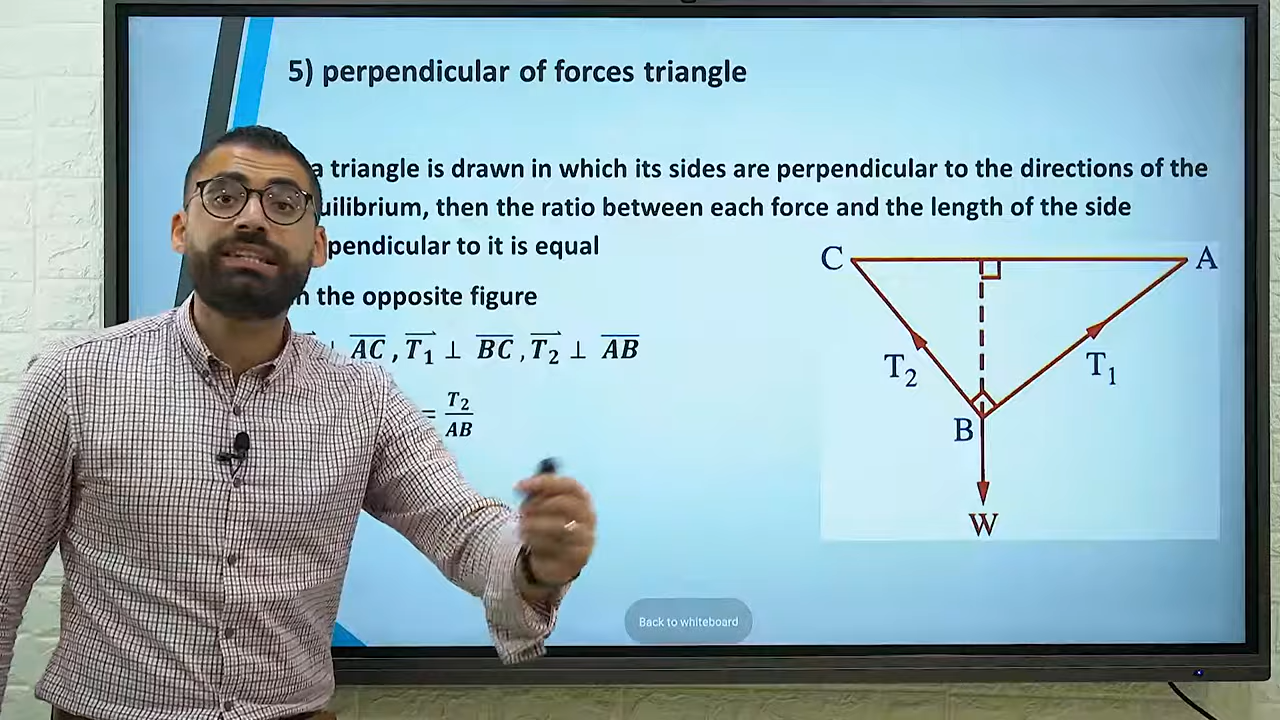 5) perpendicular of forces triangle
a triangle is drawn in which its sides are perpendicular to the directions of the
uilibrium, then the ratio between each force and the length of the side
pendicular to it is equal
the opposite figure
⊥ AC , T₁ ⊥ BC , T₂ ⊥ AB
= T₂/AB
C
A
T₂
T₁
B
W
Back to whiteboard